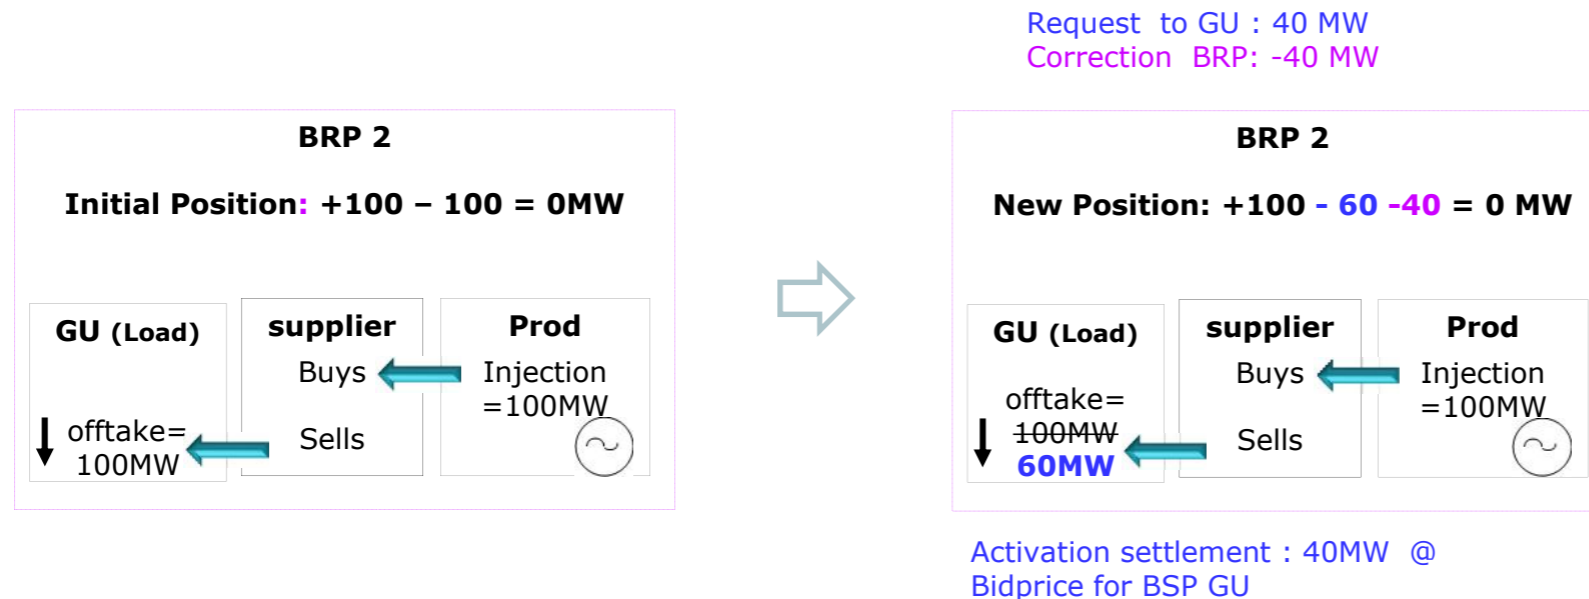 Request to GU : 40 MW
Correction BRP: -40 MW
BRP 2
Initial Position: +100 – 100 = 0MW
GU (Load)
offtake=
100MW
supplier
Buys
Sells
Prod
Injection
=100MW
BRP 2
New Position: +100 - 60 -40 = 0 MW
GU (Load)
offtake=
100MW
60MW
supplier
Buys
Sells
Prod
Injection
=100MW
Activation settlement : 40MW @
Bidprice for BSP GU